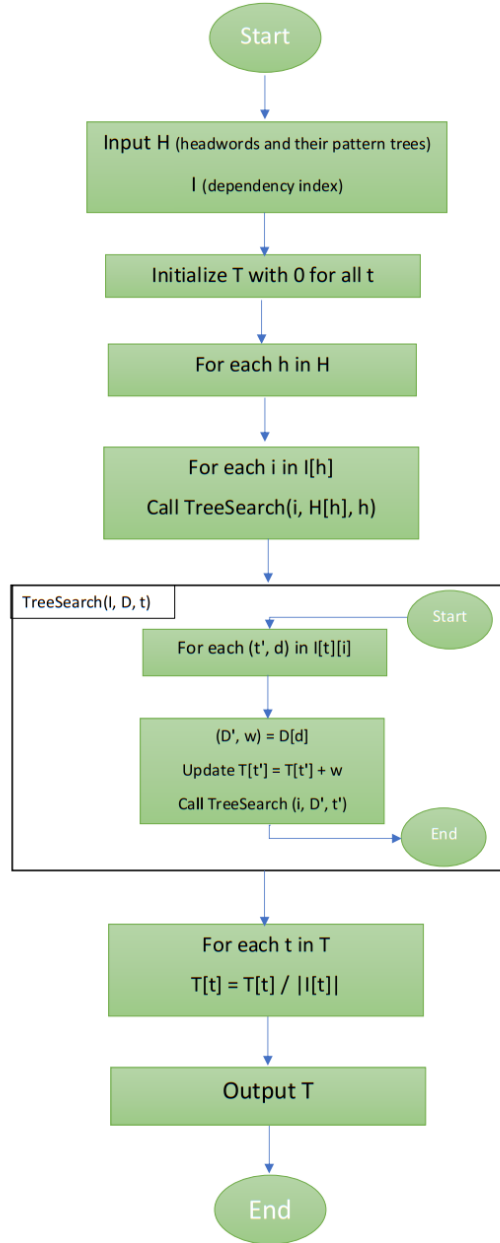 Start
Input H (headwords and their pattern trees)
I (dependency index)
Initialize T with 0 for all t
For each h in H
For each i in I[h]
Call TreeSearch(i, H[h], h)
TreeSearch(I, D, t)
Start
For each (t', d) in I[t][i]
(D', w) = D[d]
Update T[t'] = T[t'] + w
Call TreeSearch (i, D', t')
End
For each t in T
T[t] = T[t] / |I[t]|
Output T
End